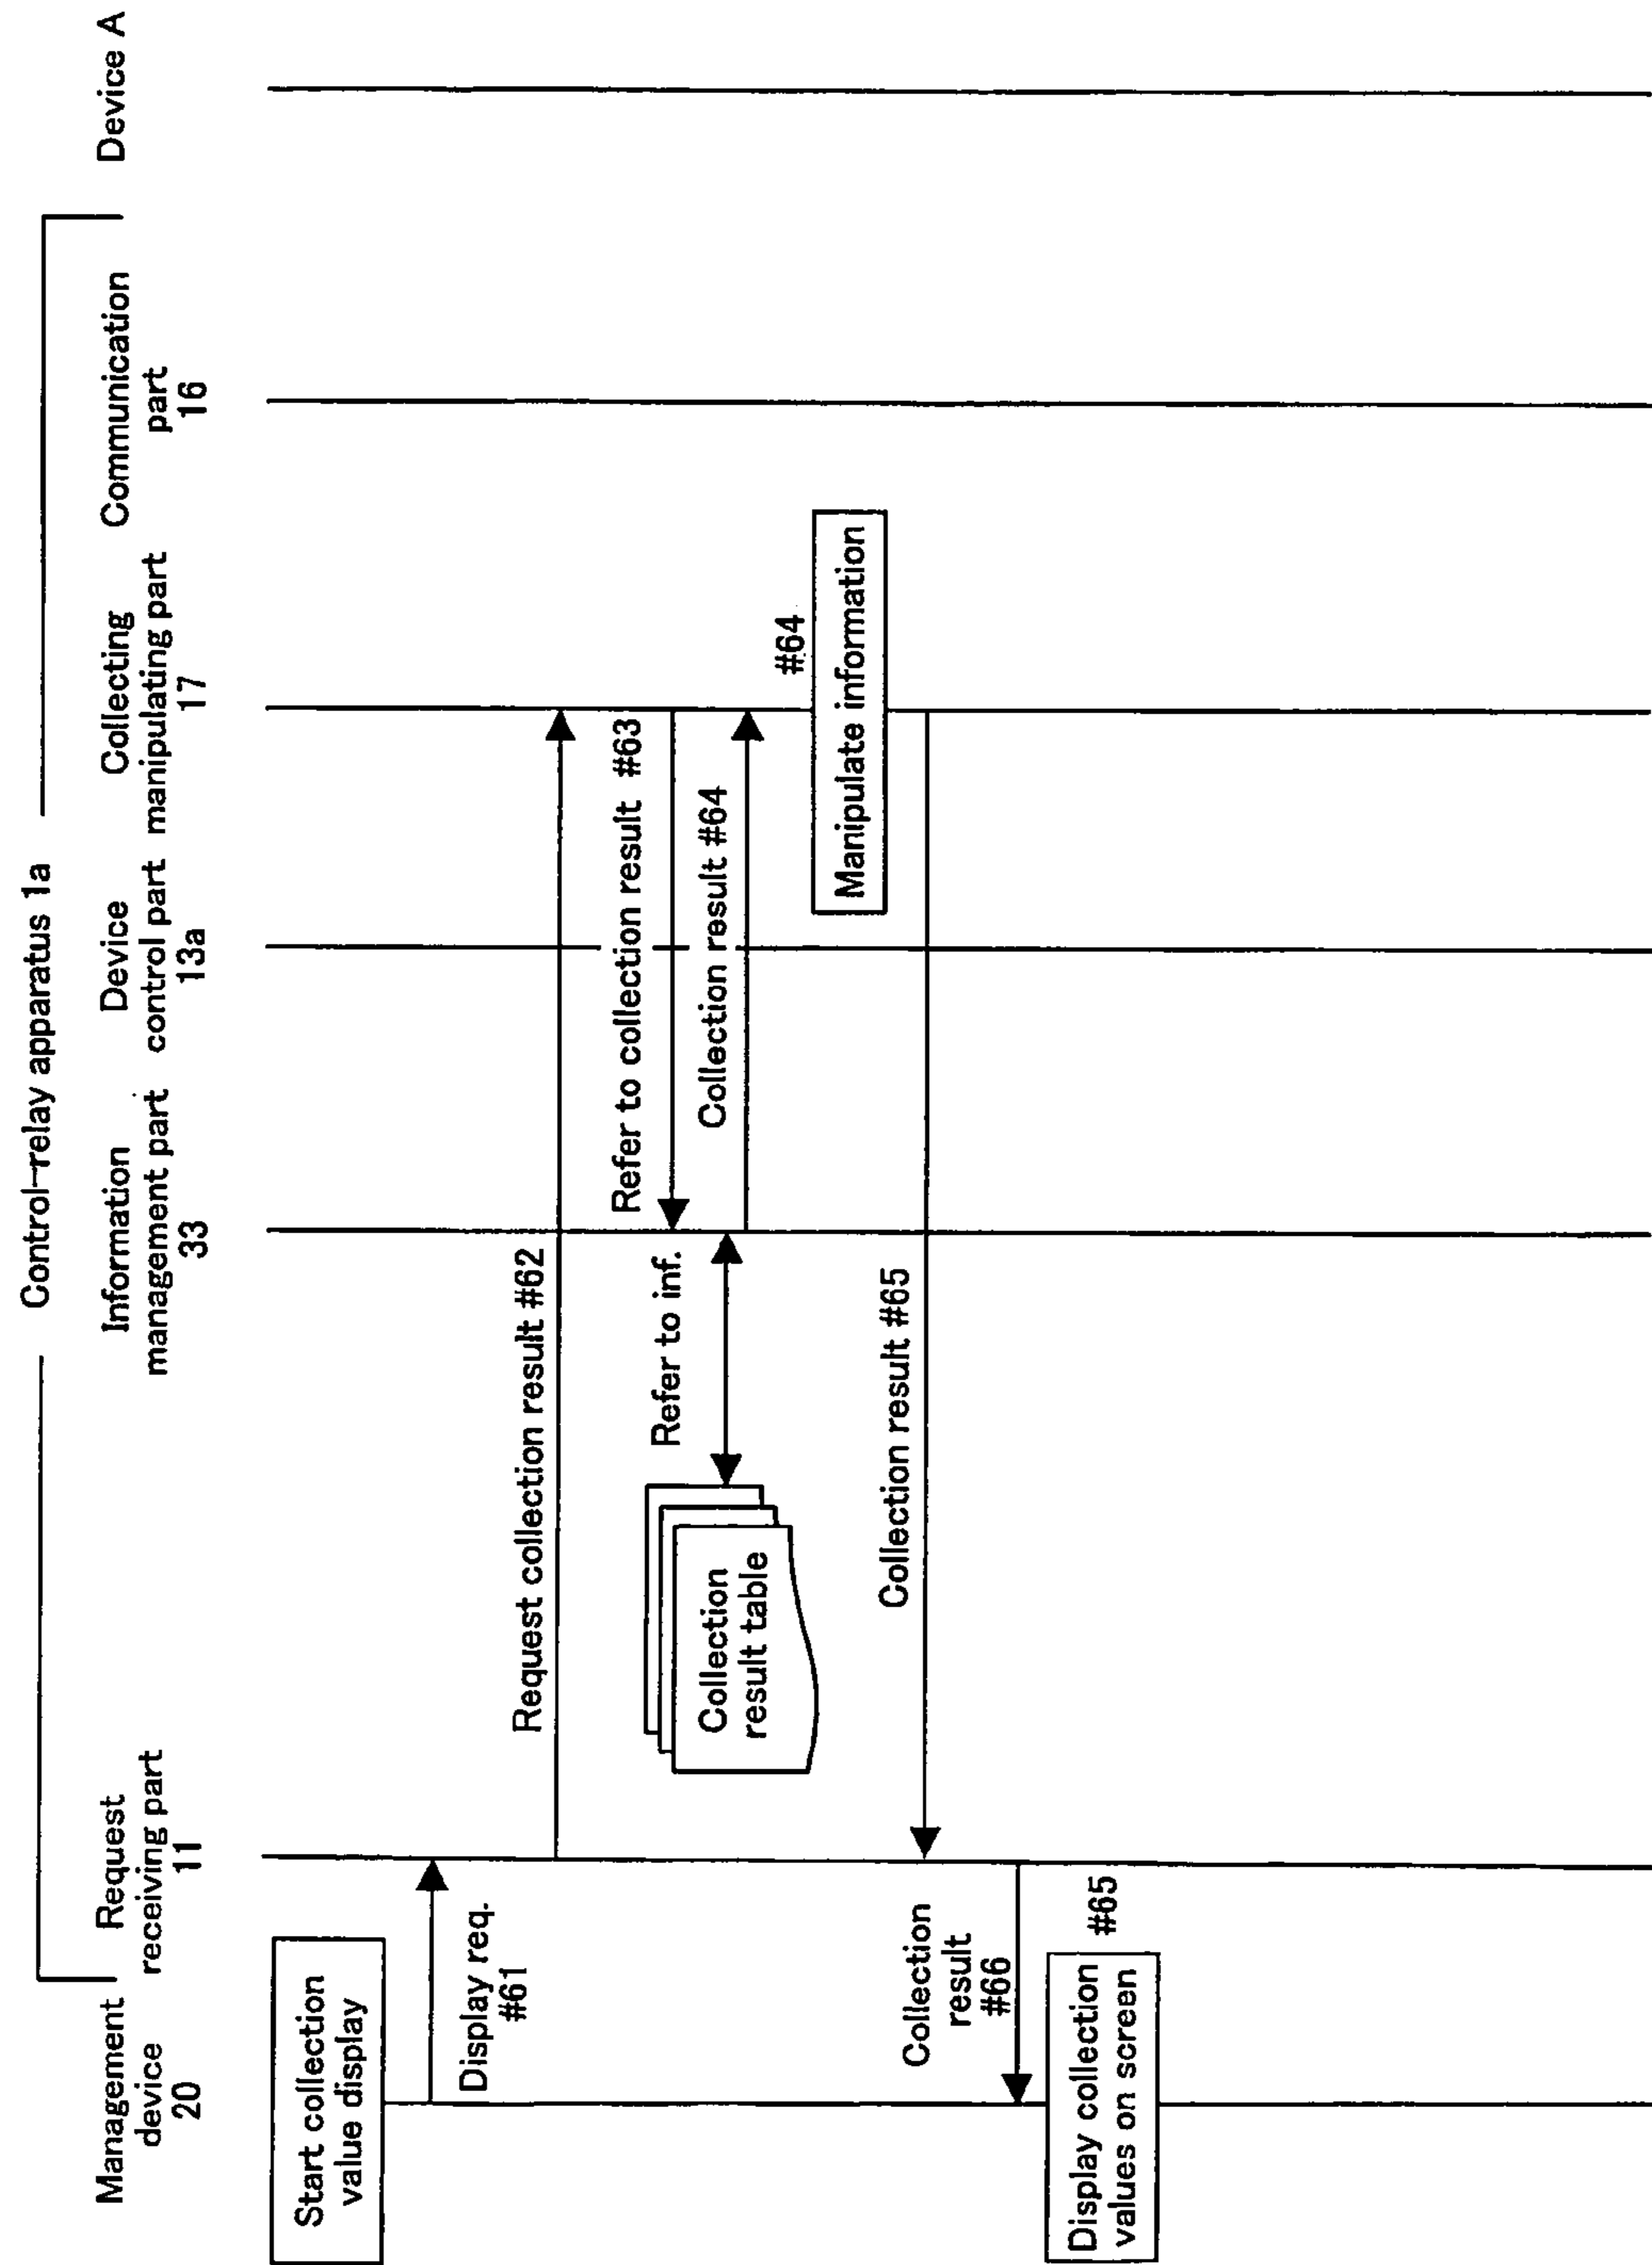 Control-relay apparatus 1a
Management
device
20
Request
receiving part
11
Information
management part
33
Device
control part
13a
Collecting
manipulating part
17
Communication
part
16
Device A
Start collection
value display
Display req.
#61
Request collection result #62
Refer to collection result #63
Refer to inf.
Collection
result table
Collection result #64
#64
Manipulate information
Collection result #65
Collection
result
#66
#65
Display collection
values on screen